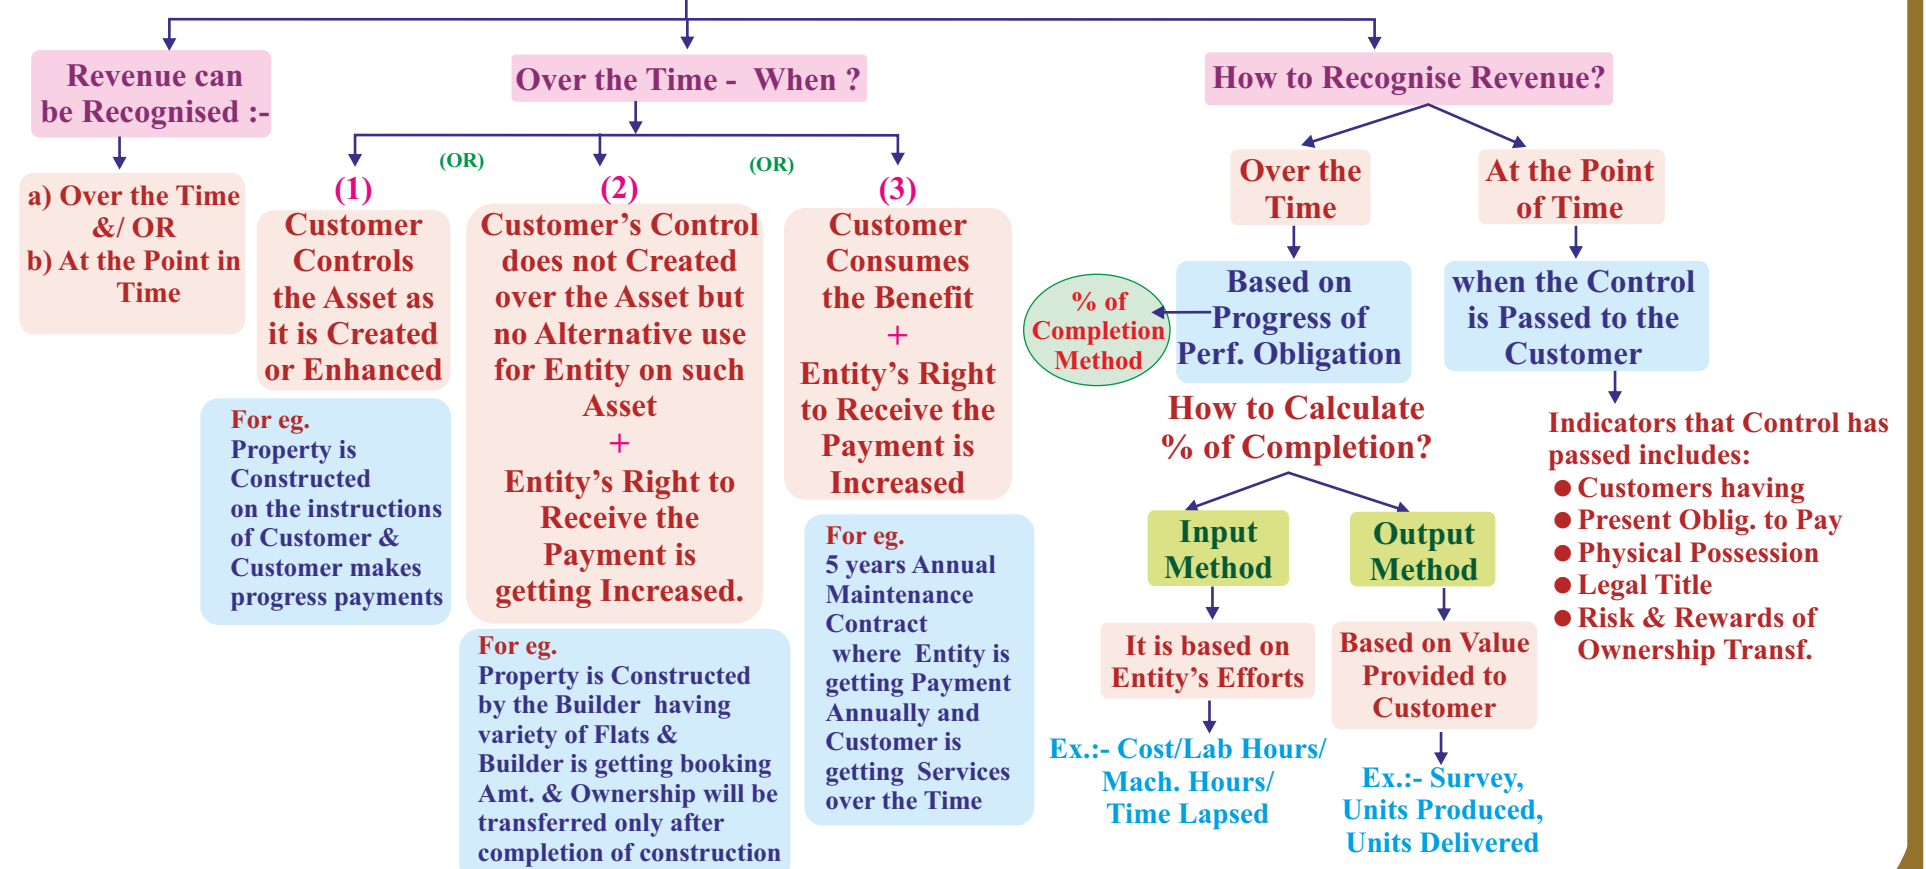 Revenue can
be Recognised :-
a) Over the Time
&/ OR
b) At the Point in
Time
Over the Time - When ?
(OR)
(OR)
(1)
Customer
Controls
the Asset as
it is Created
or Enhanced
For eg.
Property is
Constructed
on the instructions
of Customer &
Customer makes
progress payments
(2)
Customer’s Control
does not Created
over the Asset but
no Alternative use
for Entity on such
Asset
+
Entity’s Right to
Receive the
Payment is
getting Increased.
For eg.
Property is Constructed
by the Builder having
variety of Flats &
Builder is getting booking
Amt. & Ownership will be
transferred only after
completion of construction
(3)
Customer
Consumes
the Benefit
+
Entity’s Right
to Receive the
Payment is
Increased
For eg.
5 years Annual
Maintenance
Contract
where Entity is
getting Payment
Annually and
Customer is
getting Services
over the Time
How to Recognise Revenue?
Over the
Time
Based on
Progress of
Perf. Obligation
% of
Completion
Method
How to Calculate
% of Completion?
Input
Method
It is based on
Entity’s Efforts
Ex.:- Cost/Lab Hours/
Mach. Hours/
Time Lapsed
Output
Method
Based on Value
Provided to
Customer
Ex.:- Survey,
Units Produced,
Units Delivered
At the Point
of Time
when the Control
is Passed to the
Customer
Indicators that Control has
passed includes:
● Customers having
● Present Oblig. to Pay
● Physical Possession
● Legal Title
● Risk & Rewards of
Ownership Transf.